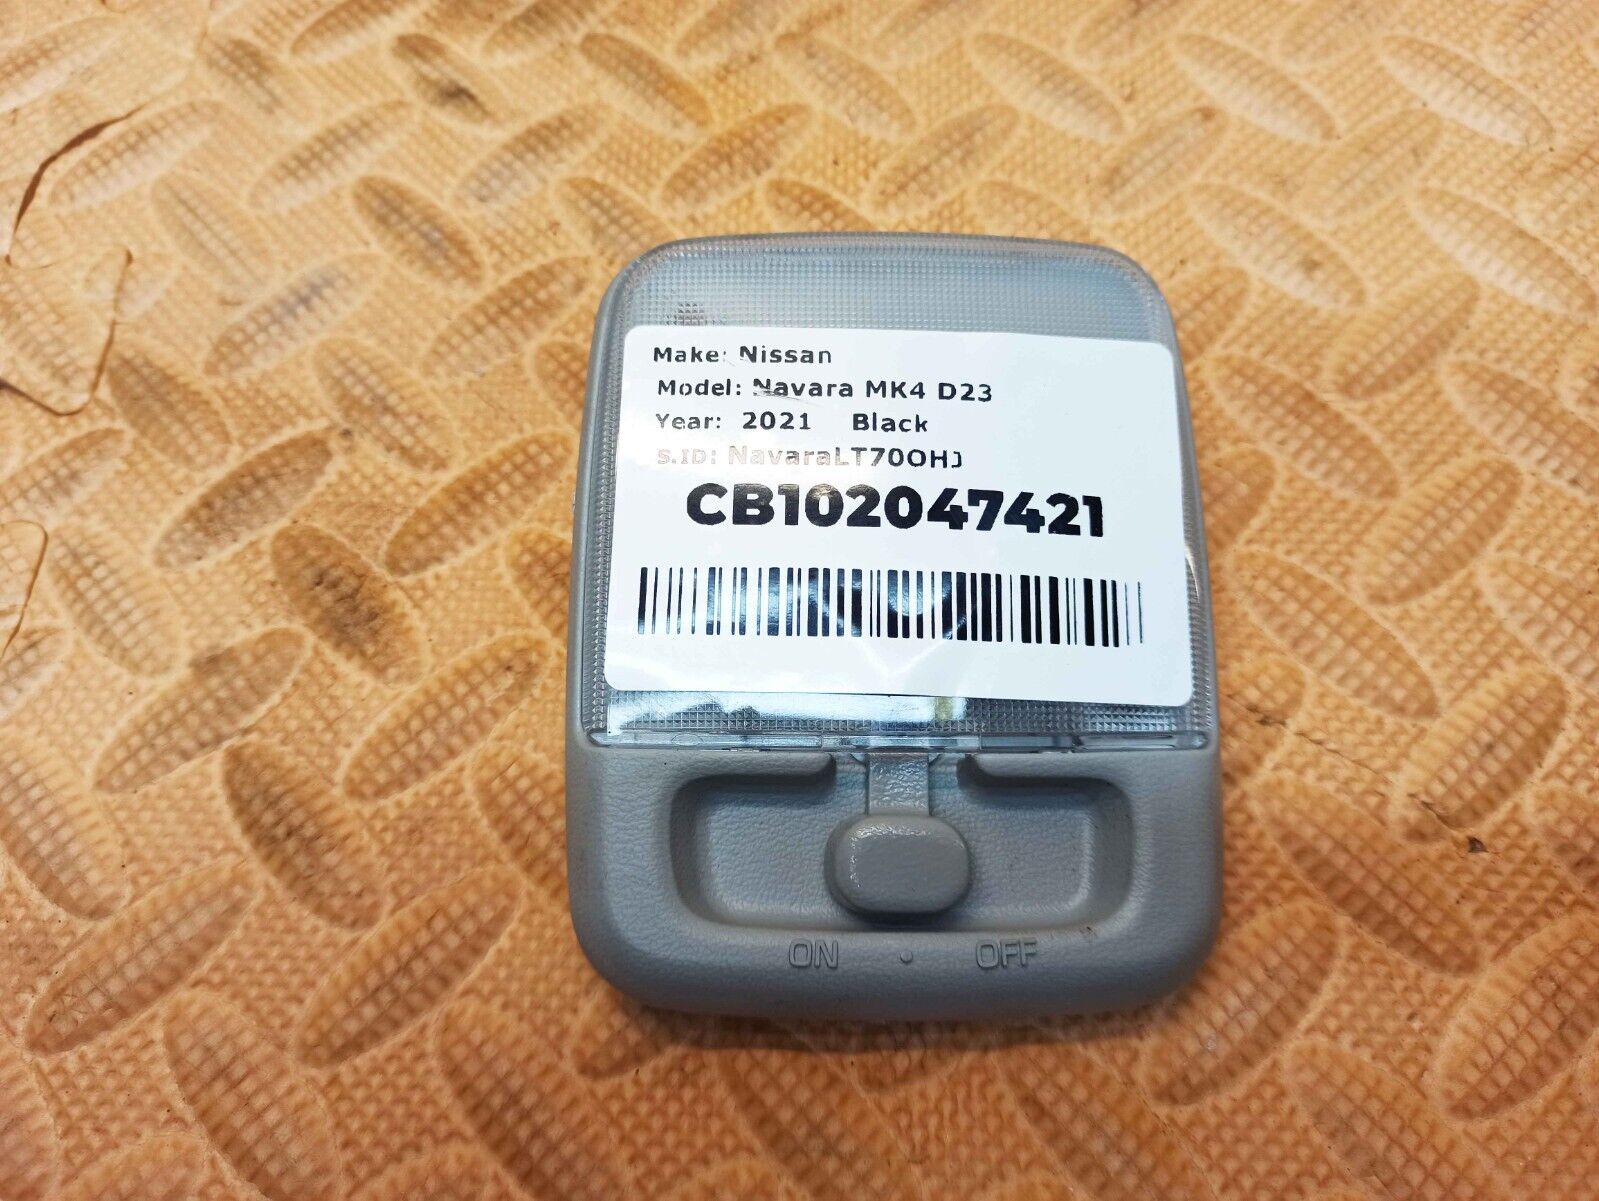 Make: Nissan
Model: Navara MK4 D23
Year: 2021 Black
S.ID: NavaraLT70OHJ
CB102047421
ON • OFF